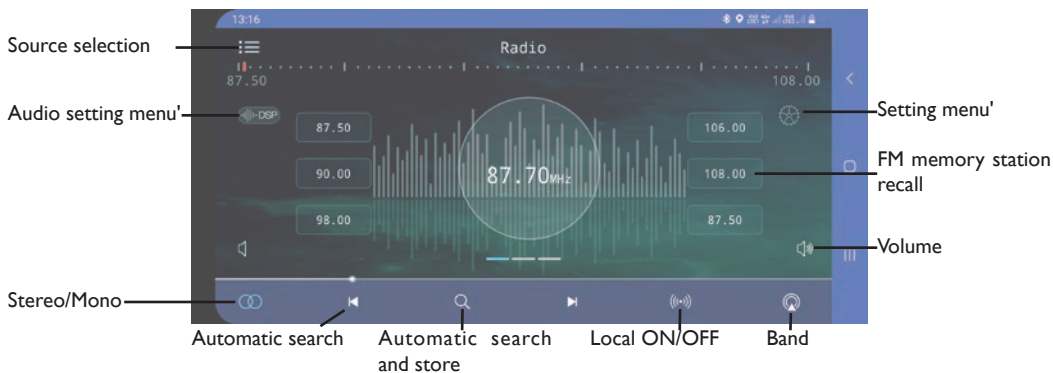 13:16
Source selection
Radio
87.50
108.00
Audio setting menu'
DSP
Setting menu'
87.50
106.00
FM memory station
recall
90.00
87.70MHz
108.00
98.00
87.50
Volume
Stereo/Mono
Automatic search
Automatic search
and store
Local ON/OFF
Band